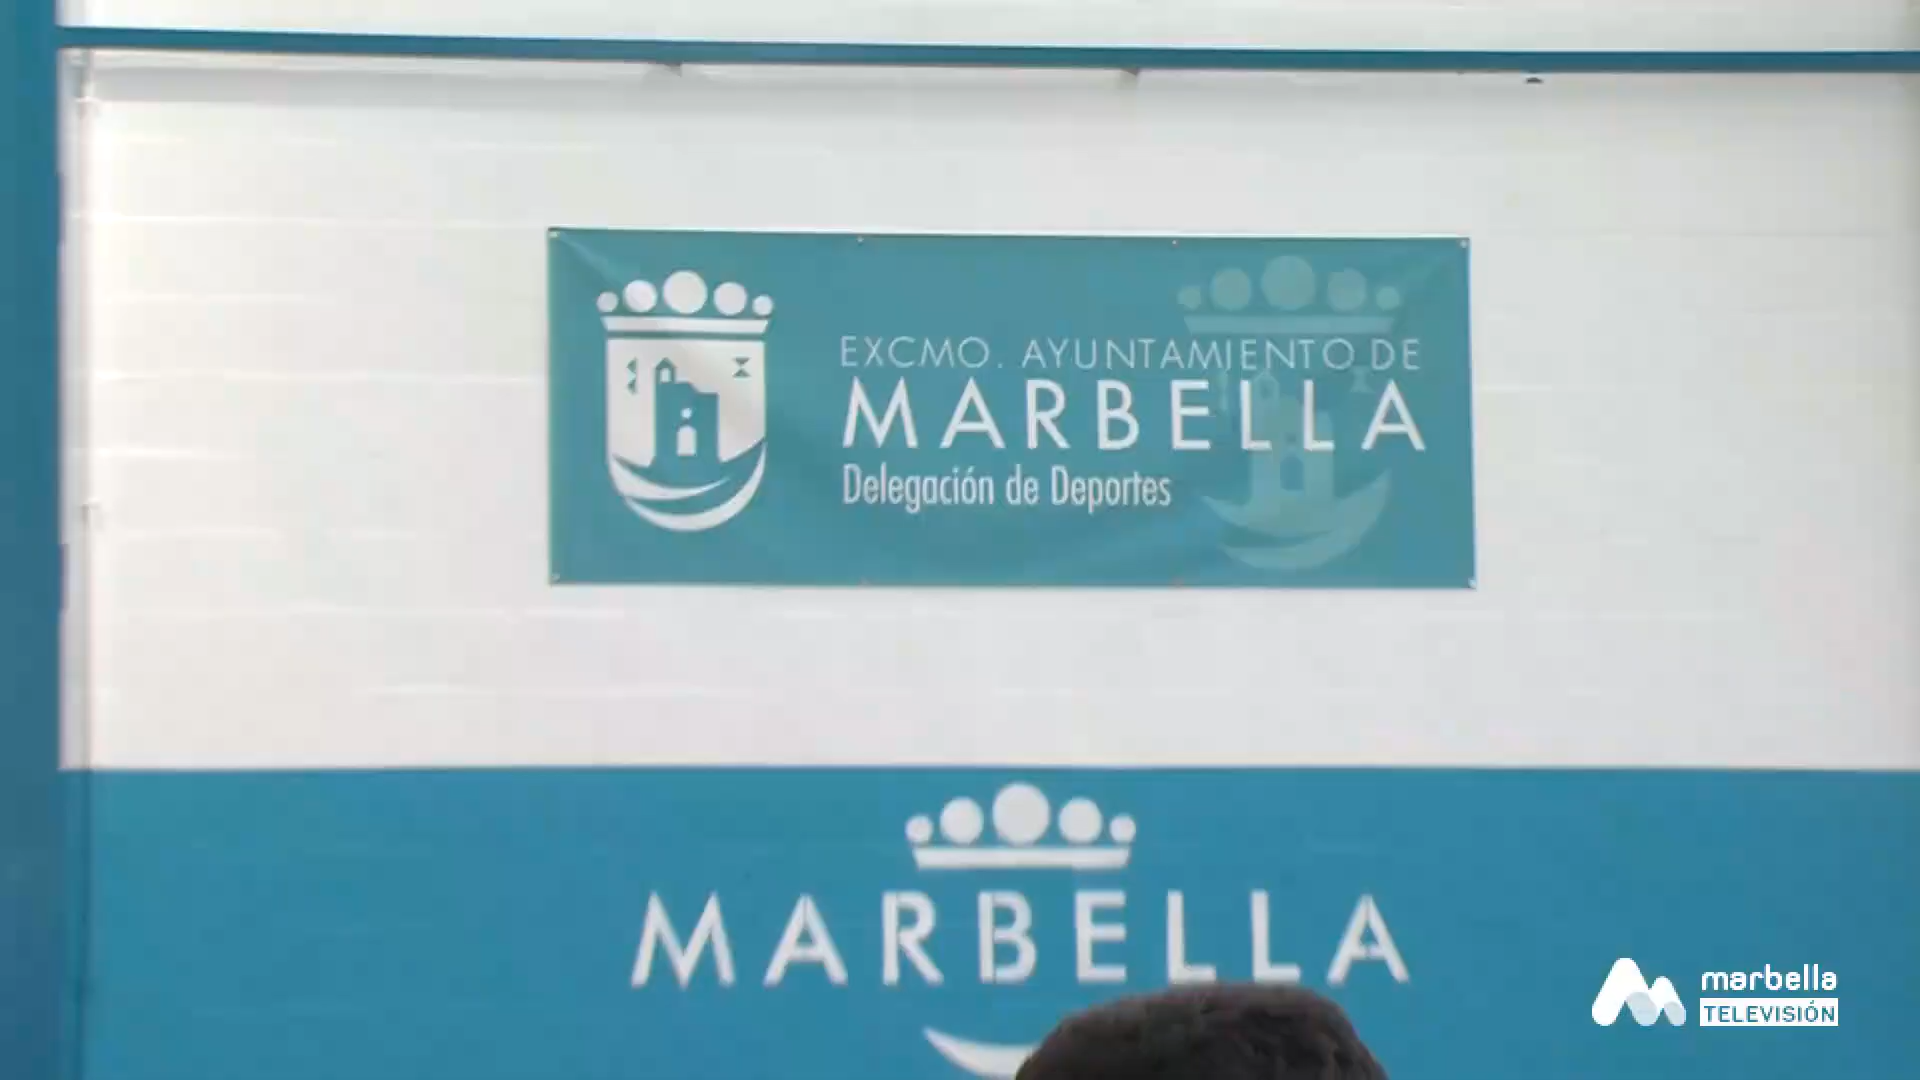 EXCMO. AYUNTAMIENTO DE
MARBELLA
Delegación de Deportes
MARBELLA
marbella
TELEVISIÓN